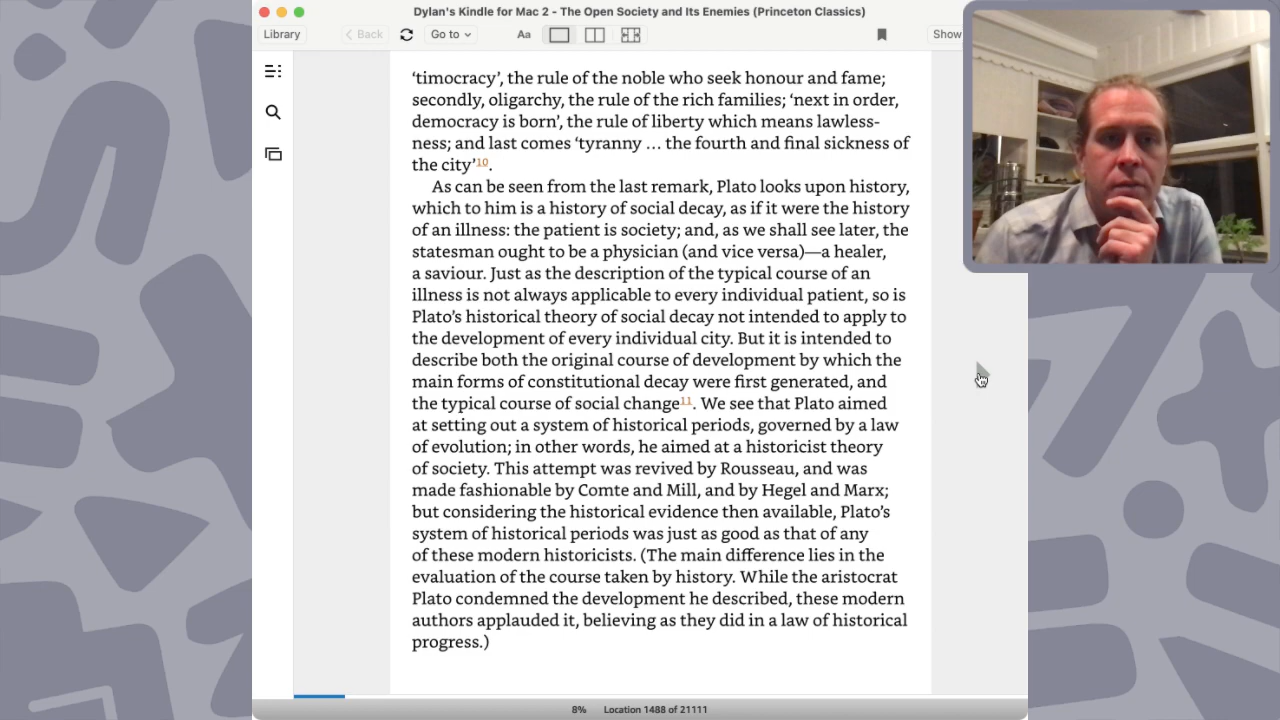 Dylan's Kindle for Mac 2 - The Open Society and Its Enemies (Princeton Classics)
Library
Back
Go to
Aa
Show
‘timocracy’, the rule of the noble who seek honour and fame;
secondly, oligarchy, the rule of the rich families; ‘next in order,
democracy is born’, the rule of liberty which means lawless-
ness; and last comes ‘tyranny … the fourth and final sickness of
the city’10.
As can be seen from the last remark, Plato looks upon history,
which to him is a history of social decay, as if it were the history
of an illness: the patient is society; and, as we shall see later, the
statesman ought to be a physician (and vice versa)—a healer,
a saviour. Just as the description of the typical course of an
illness is not always applicable to every individual patient, so is
Plato’s historical theory of social decay not intended to apply to
the development of every individual city. But it is intended to
describe both the original course of development by which the
main forms of constitutional decay were first generated, and
the typical course of social change11. We see that Plato aimed
at setting out a system of historical periods, governed by a law
of evolution; in other words, he aimed at a historicist theory
of society. This attempt was revived by Rousseau, and was
made fashionable by Comte and Mill, and by Hegel and Marx;
but considering the historical evidence then available, Plato’s
system of historical periods was just as good as that of any
of these modern historicists. (The main difference lies in the
evaluation of the course taken by history. While the aristocrat
Plato condemned the development he described, these modern
authors applauded it, believing as they did in a law of historical
progress.)
8% Location 1488 of 21111